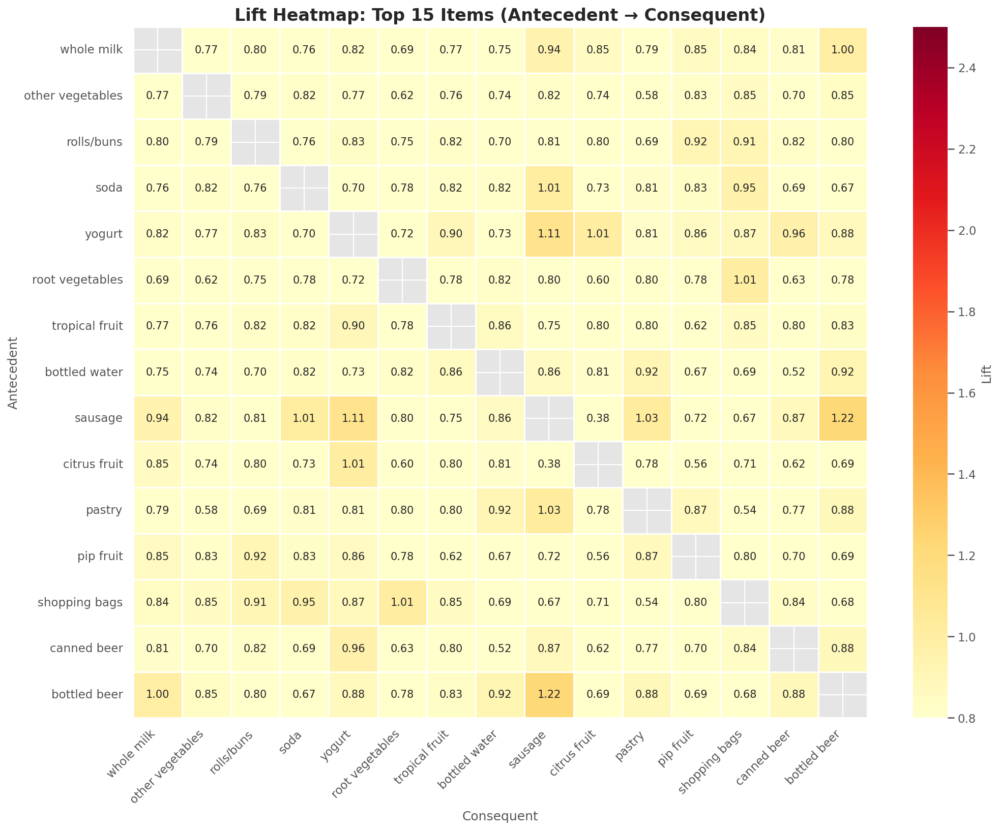 Lift Heatmap: Top 15 Items (Antecedent → Consequent)
whole milk 0.77 0.80 0.76 0.82 0.69 0.77 0.75 0.94 0.85 0.79 0.85 0.84 0.81 1.00
other vegetables 0.77 0.79 0.82 0.77 0.62 0.76 0.74 0.82 0.74 0.58 0.83 0.85 0.70 0.85
rolls/buns 0.80 0.79 0.76 0.83 0.75 0.82 0.70 0.81 0.80 0.69 0.92 0.91 0.82 0.80
soda 0.76 0.82 0.76 0.70 0.78 0.82 0.82 1.01 0.73 0.81 0.83 0.95 0.69 0.67
yogurt 0.82 0.77 0.83 0.70 0.72 0.90 0.73 1.11 1.01 0.81 0.86 0.87 0.96 0.88
root vegetables 0.69 0.62 0.75 0.78 0.72 0.78 0.82 0.80 0.60 0.80 0.78 1.01 0.63 0.78
tropical fruit 0.77 0.76 0.82 0.82 0.90 0.78 0.86 0.75 0.80 0.80 0.62 0.85 0.80 0.83
bottled water 0.75 0.74 0.70 0.82 0.73 0.82 0.86 0.86 0.81 0.92 0.67 0.69 0.52 0.92
sausage 0.94 0.82 0.81 1.01 1.11 0.80 0.75 0.86 0.38 1.03 0.72 0.67 0.87 1.22
citrus fruit 0.85 0.74 0.80 0.73 1.01 0.60 0.80 0.81 0.38 0.78 0.56 0.71 0.62 0.69
pastry 0.79 0.58 0.69 0.81 0.81 0.80 0.80 0.92 1.03 0.78 0.87 0.54 0.77 0.88
pip fruit 0.85 0.83 0.92 0.83 0.86 0.78 0.62 0.67 0.72 0.56 0.87 0.80 0.70 0.69
shopping bags 0.84 0.85 0.91 0.95 0.87 1.01 0.85 0.69 0.67 0.71 0.54 0.80 0.84 0.68
canned beer 0.81 0.70 0.82 0.69 0.96 0.63 0.80 0.52 0.87 0.62 0.77 0.70 0.84 0.88
bottled beer 1.00 0.85 0.80 0.67 0.88 0.78 0.83 0.92 1.22 0.69 0.88 0.69 0.68 0.88
Antecedent
whole milk
other vegetables
rolls/buns
soda
yogurt
root vegetables
tropical fruit
bottled water
sausage
citrus fruit
pastry
pip fruit
shopping bags
canned beer
bottled beer
Consequent
2.4
2.2
2.0
1.8
1.6
1.4
1.2
1.0
0.8
Lift